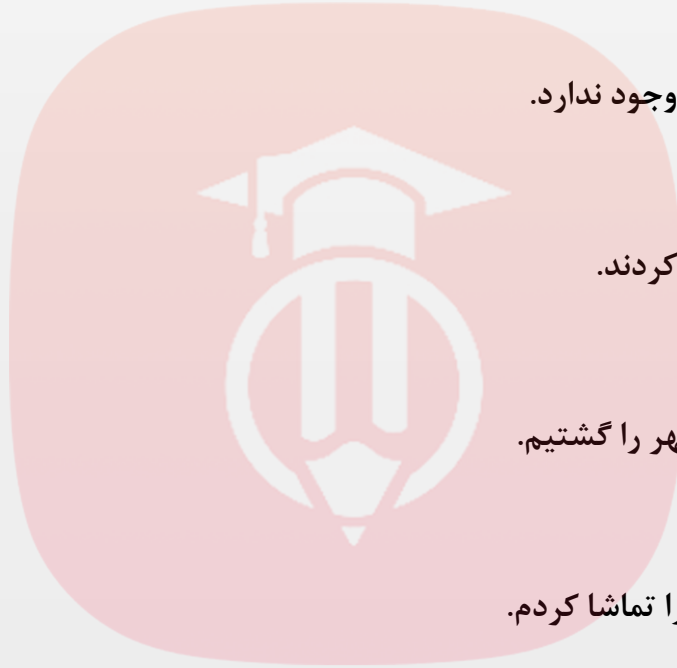 وجود ندارد.
کردند.
هر را گشتیم.
را تماشا کردم.